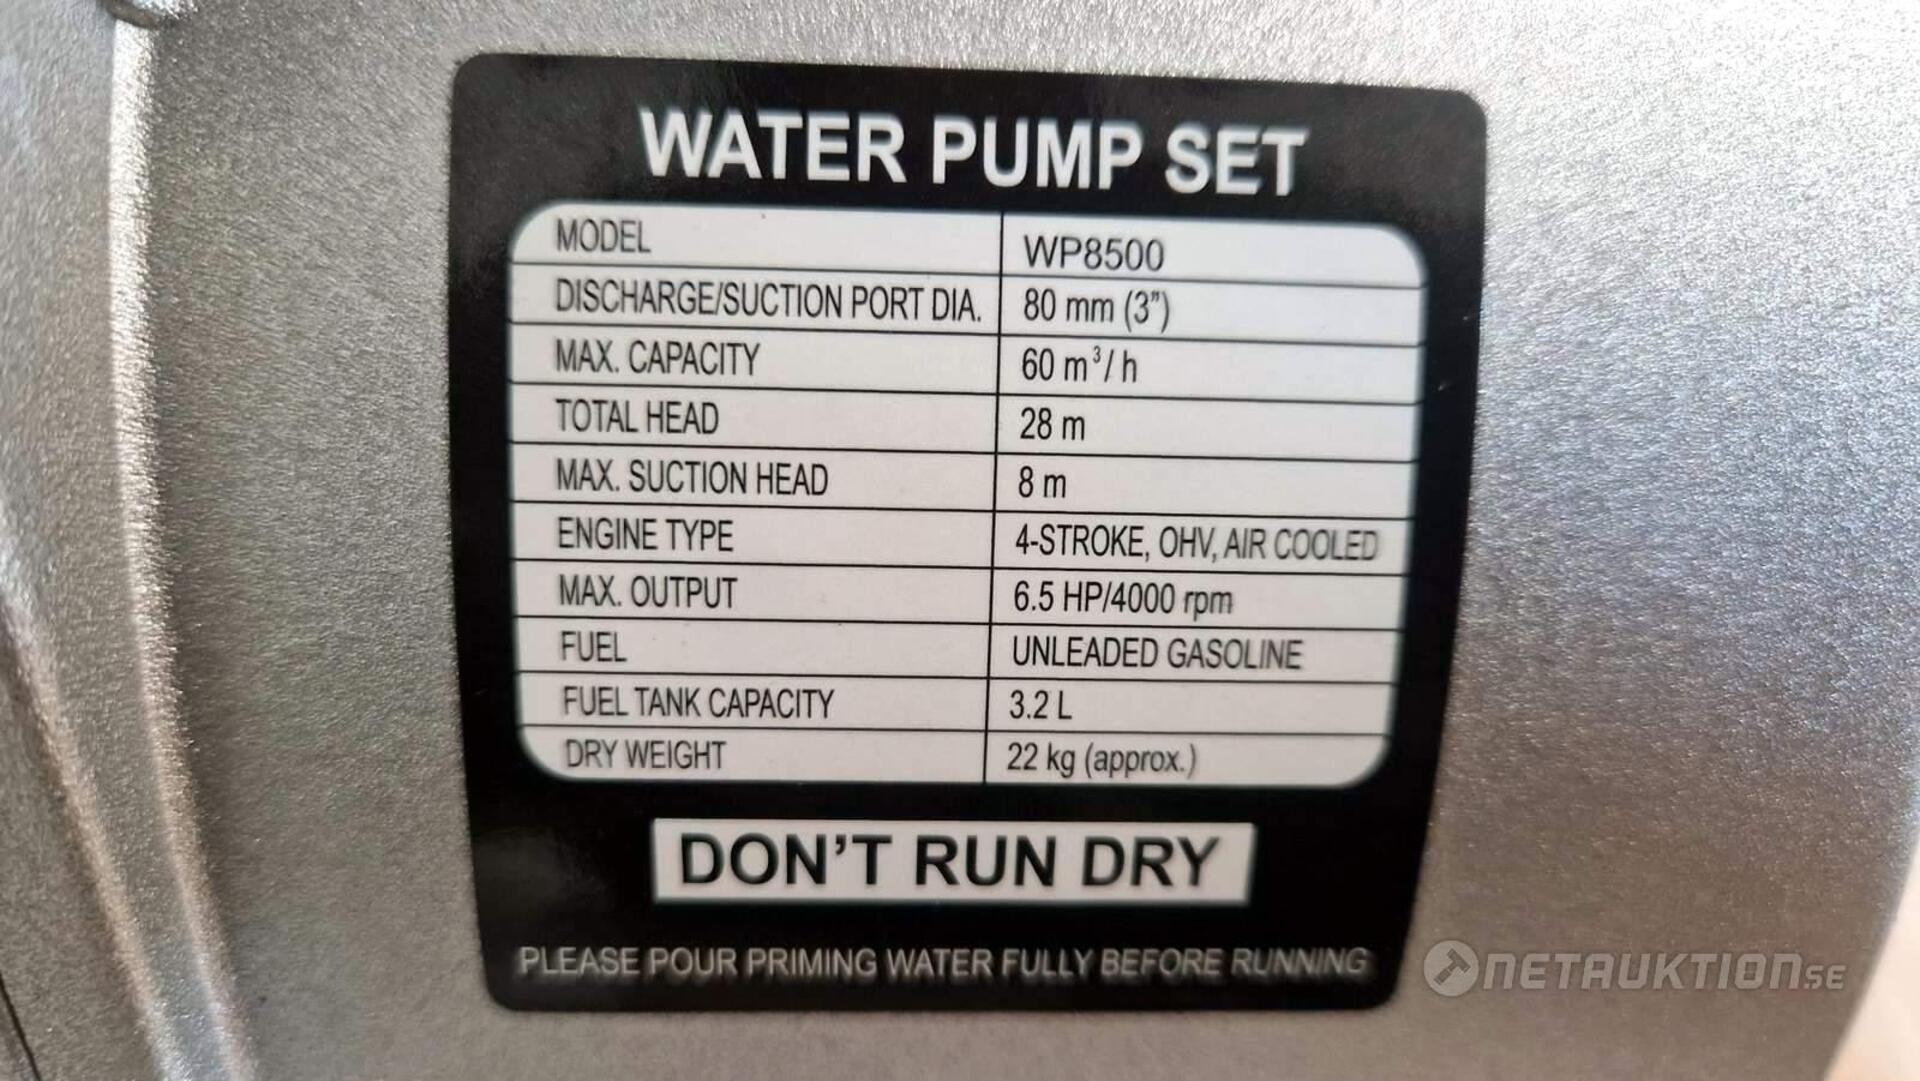 WATER PUMP SET
MODEL WP8500
DISCHARGE/SUCTION PORT DIA. 80 mm (3")
MAX. CAPACITY 60 m³/h
TOTAL HEAD 28 m
MAX. SUCTION HEAD 8 m
ENGINE TYPE 4-STROKE, OHV, AIR COOLED
MAX. OUTPUT 6.5 HP/4000 rpm
FUEL UNLEADED GASOLINE
FUEL TANK CAPACITY 3.2 L
DRY WEIGHT 22 kg (approx.)
DON'T RUN DRY
PLEASE POUR PRIMING WATER FULLY BEFORE RUNNING
NETAUKTION.SE